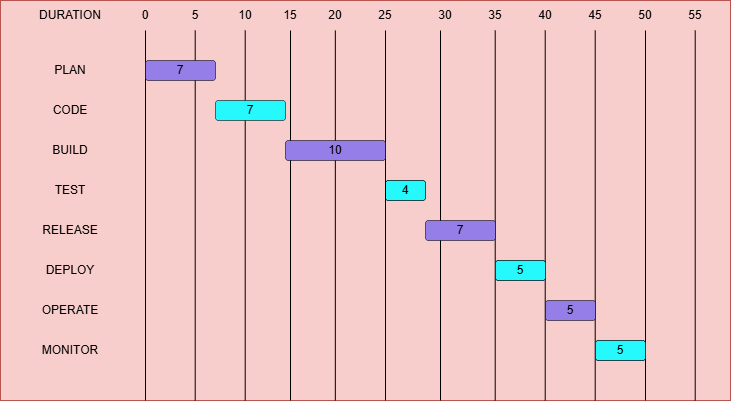 DURATION 0 5 10 15 20 25 30 35 40 45 50 55
PLAN 7
CODE 7
BUILD 10
TEST 4
RELEASE 7
DEPLOY 5
OPERATE 5
MONITOR 5